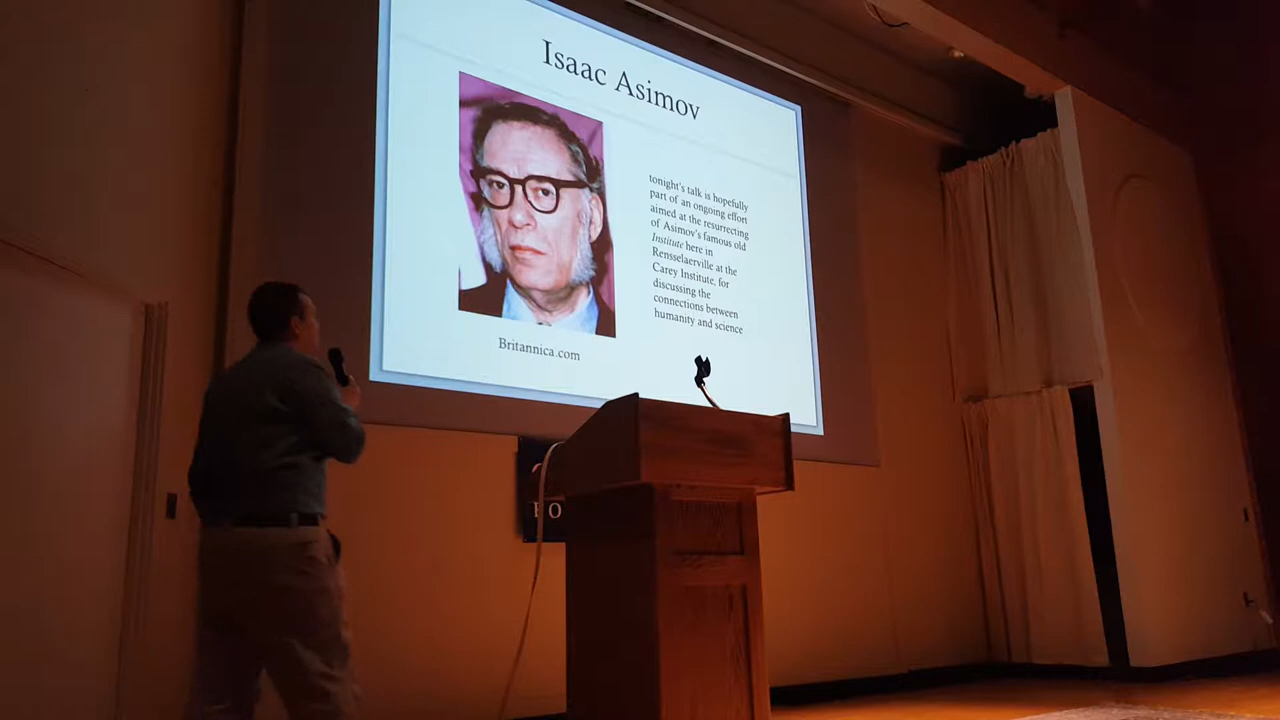 Isaac Asimov
tonight's talk is hopefully
part of an ongoing effort
aimed at the resurrecting
of Asimov's famous old
Institute here in
Rensselaerville at the
Carey Institute, for
discussing the
connections between
humanity and science
Britannica.com